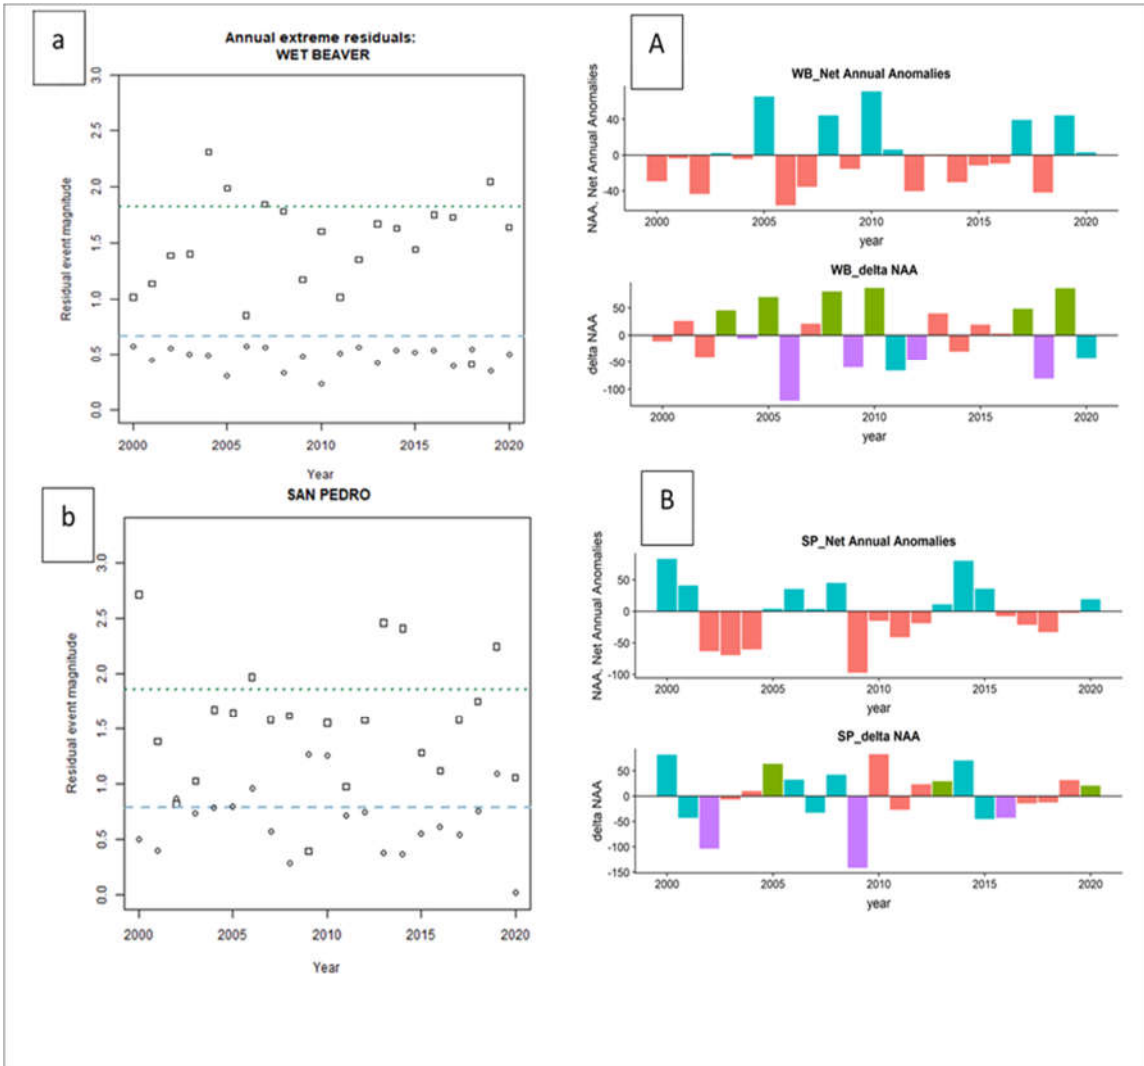 a
Annual extreme residuals:
WET BEAVER
Residual event magnitude
3.0
2.5
2.0
1.5
1.0
0.5
0.0
2000 2005 2010 2015 2020
Year
A
WB_Net Annual Anomalies
NAA, Net Annual Anomalies
40
0
-40
2000 2005 2010 2015 2020
year
WB_delta NAA
delta NAA
50
0
-50
-100
2000 2005 2010 2015 2020
year
b
SAN PEDRO
Residual event magnitude
3.0
2.5
2.0
1.5
1.0
0.5
0.0
2000 2005 2010 2015 2020
Year
B
SP_Net Annual Anomalies
NAA, Net Annual Anomalies
50
0
-50
-100
2000 2005 2010 2015 2020
year
SP_delta NAA
delta NAA
50
0
-50
-100
-150
2000 2005 2010 2015 2020
year